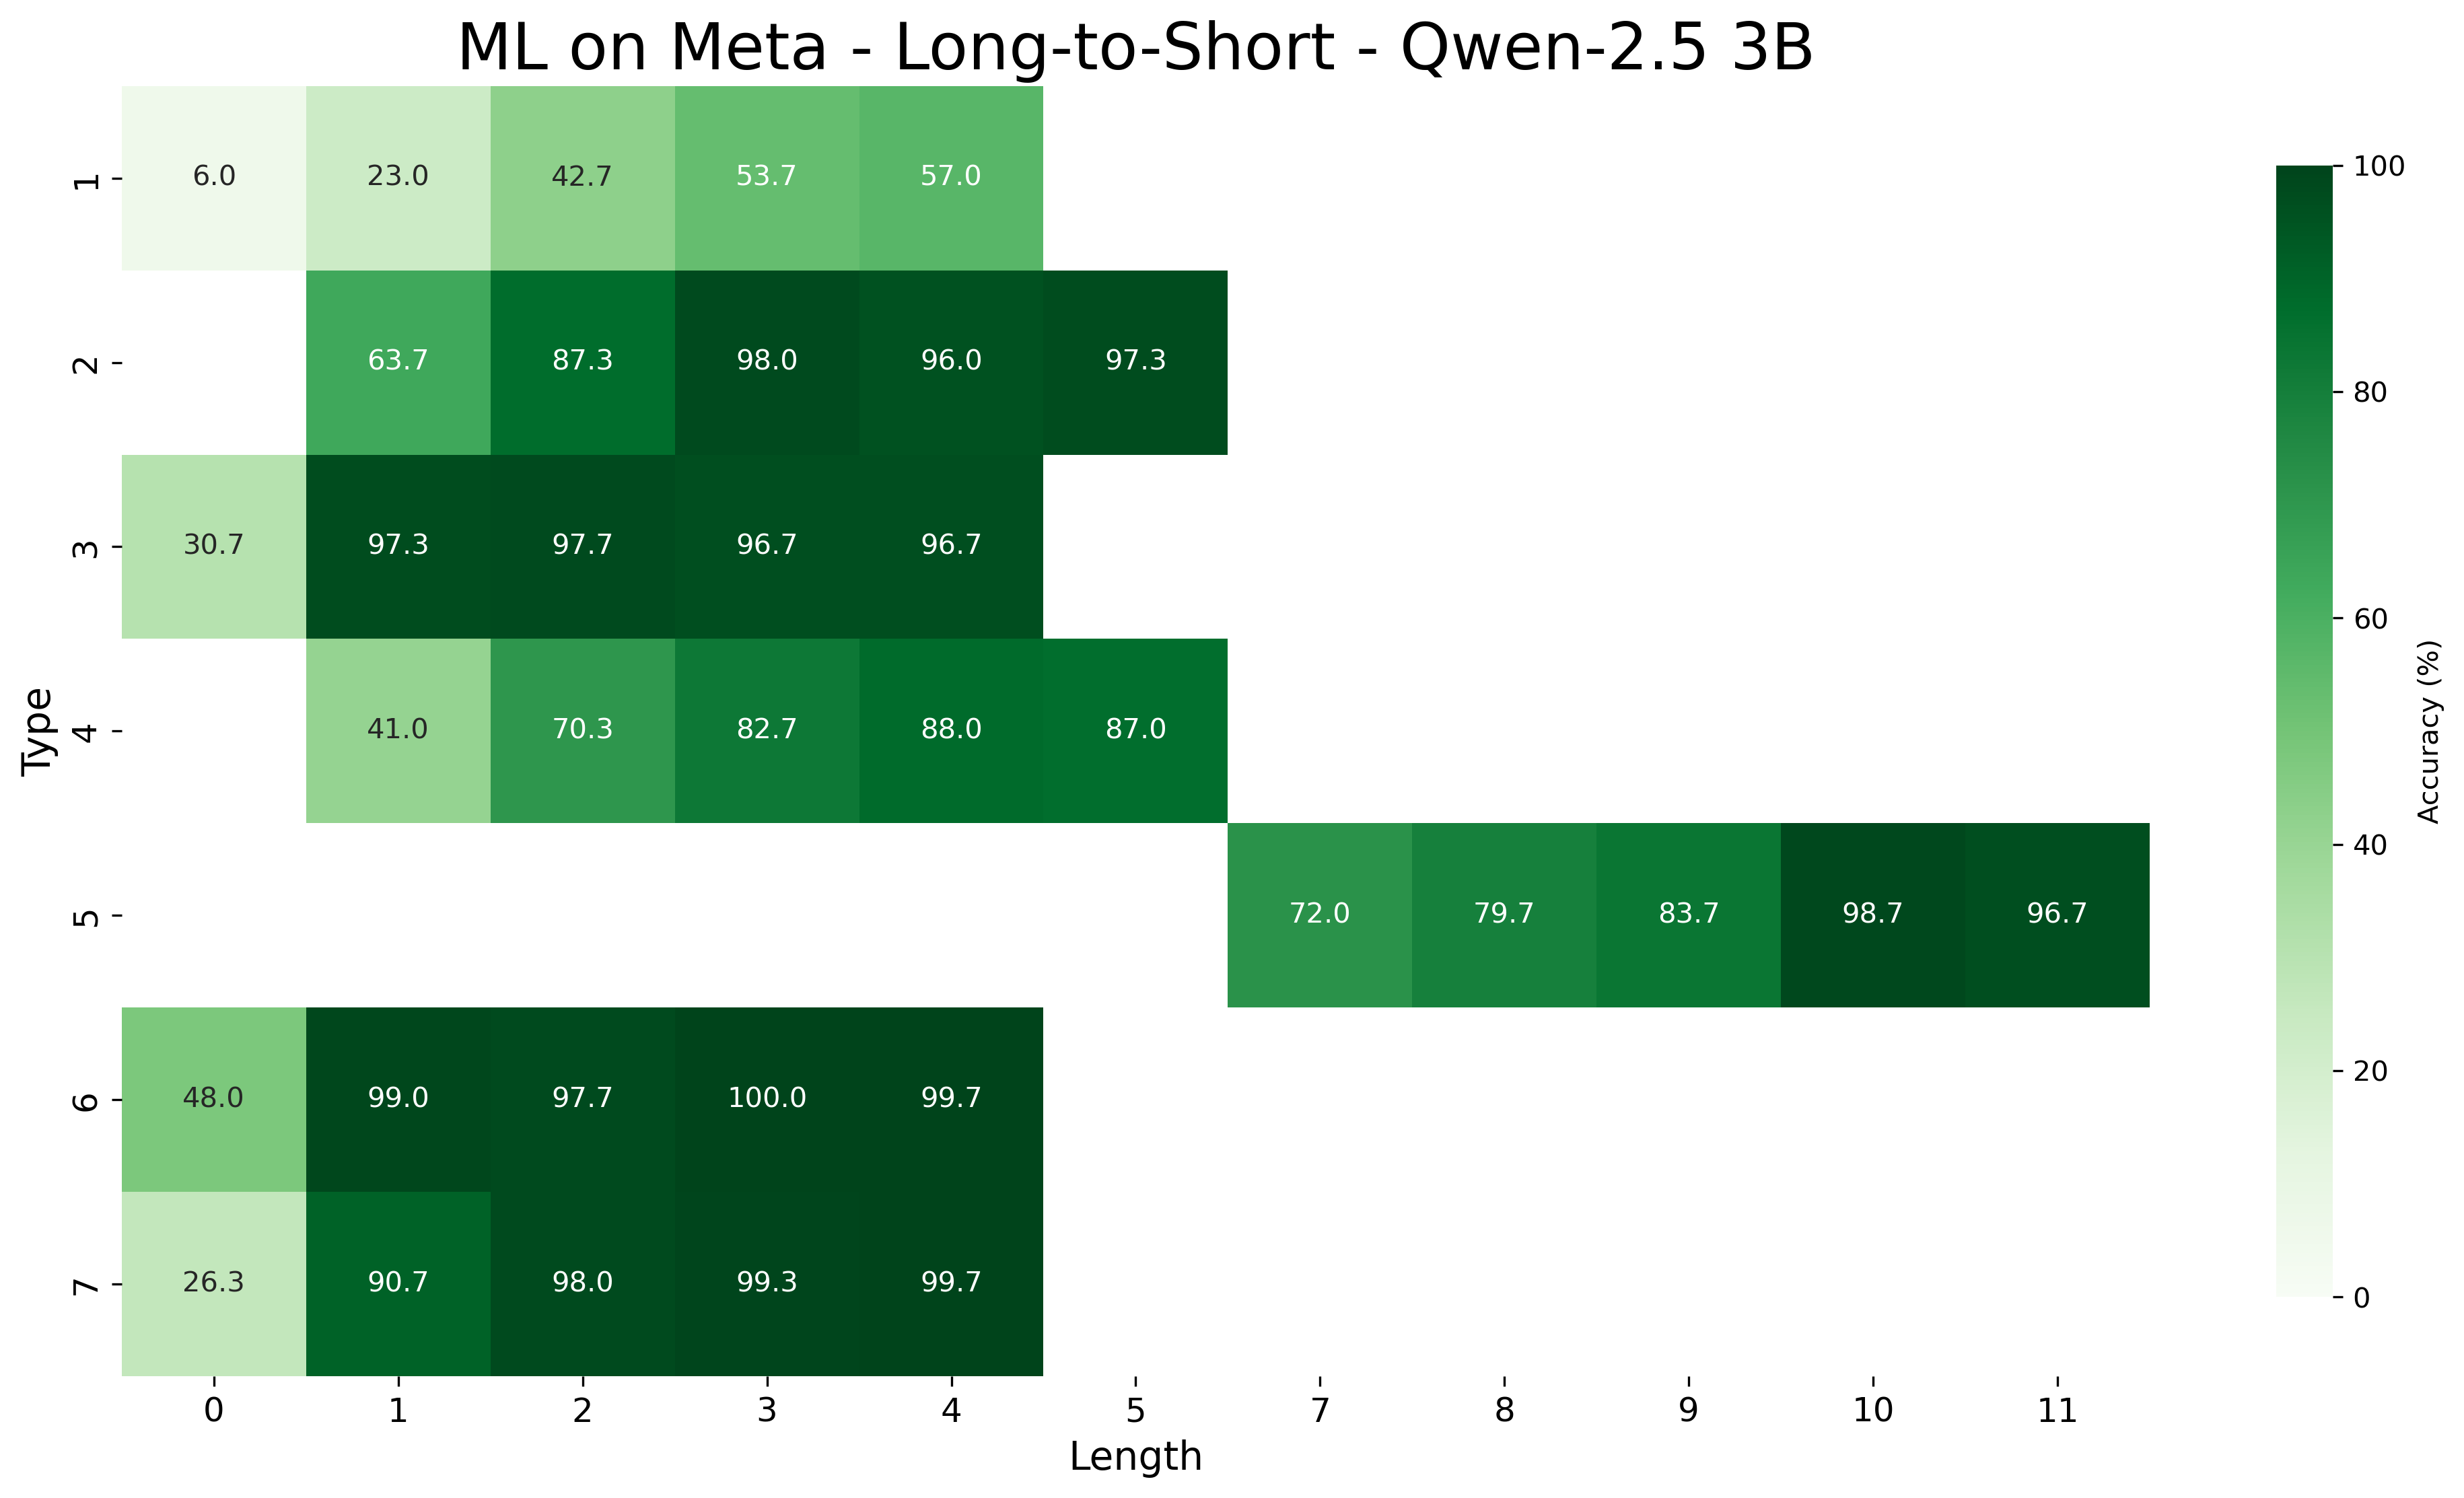 ML on Meta - Long-to-Short - Qwen-2.5 3B
Type
1
6.0 23.0 42.7 53.7 57.0
2
63.7 87.3 98.0 96.0 97.3
3
30.7 97.3 97.7 96.7 96.7
4
41.0 70.3 82.7 88.0 87.0
5
72.0 79.7 83.7 98.7 96.7
6
48.0 99.0 97.7 100.0 99.7
7
26.3 90.7 98.0 99.3 99.7
0 1 2 3 4 5 7 8 9 10 11
Length
100
80
60
40
20
0
Accuracy (%)